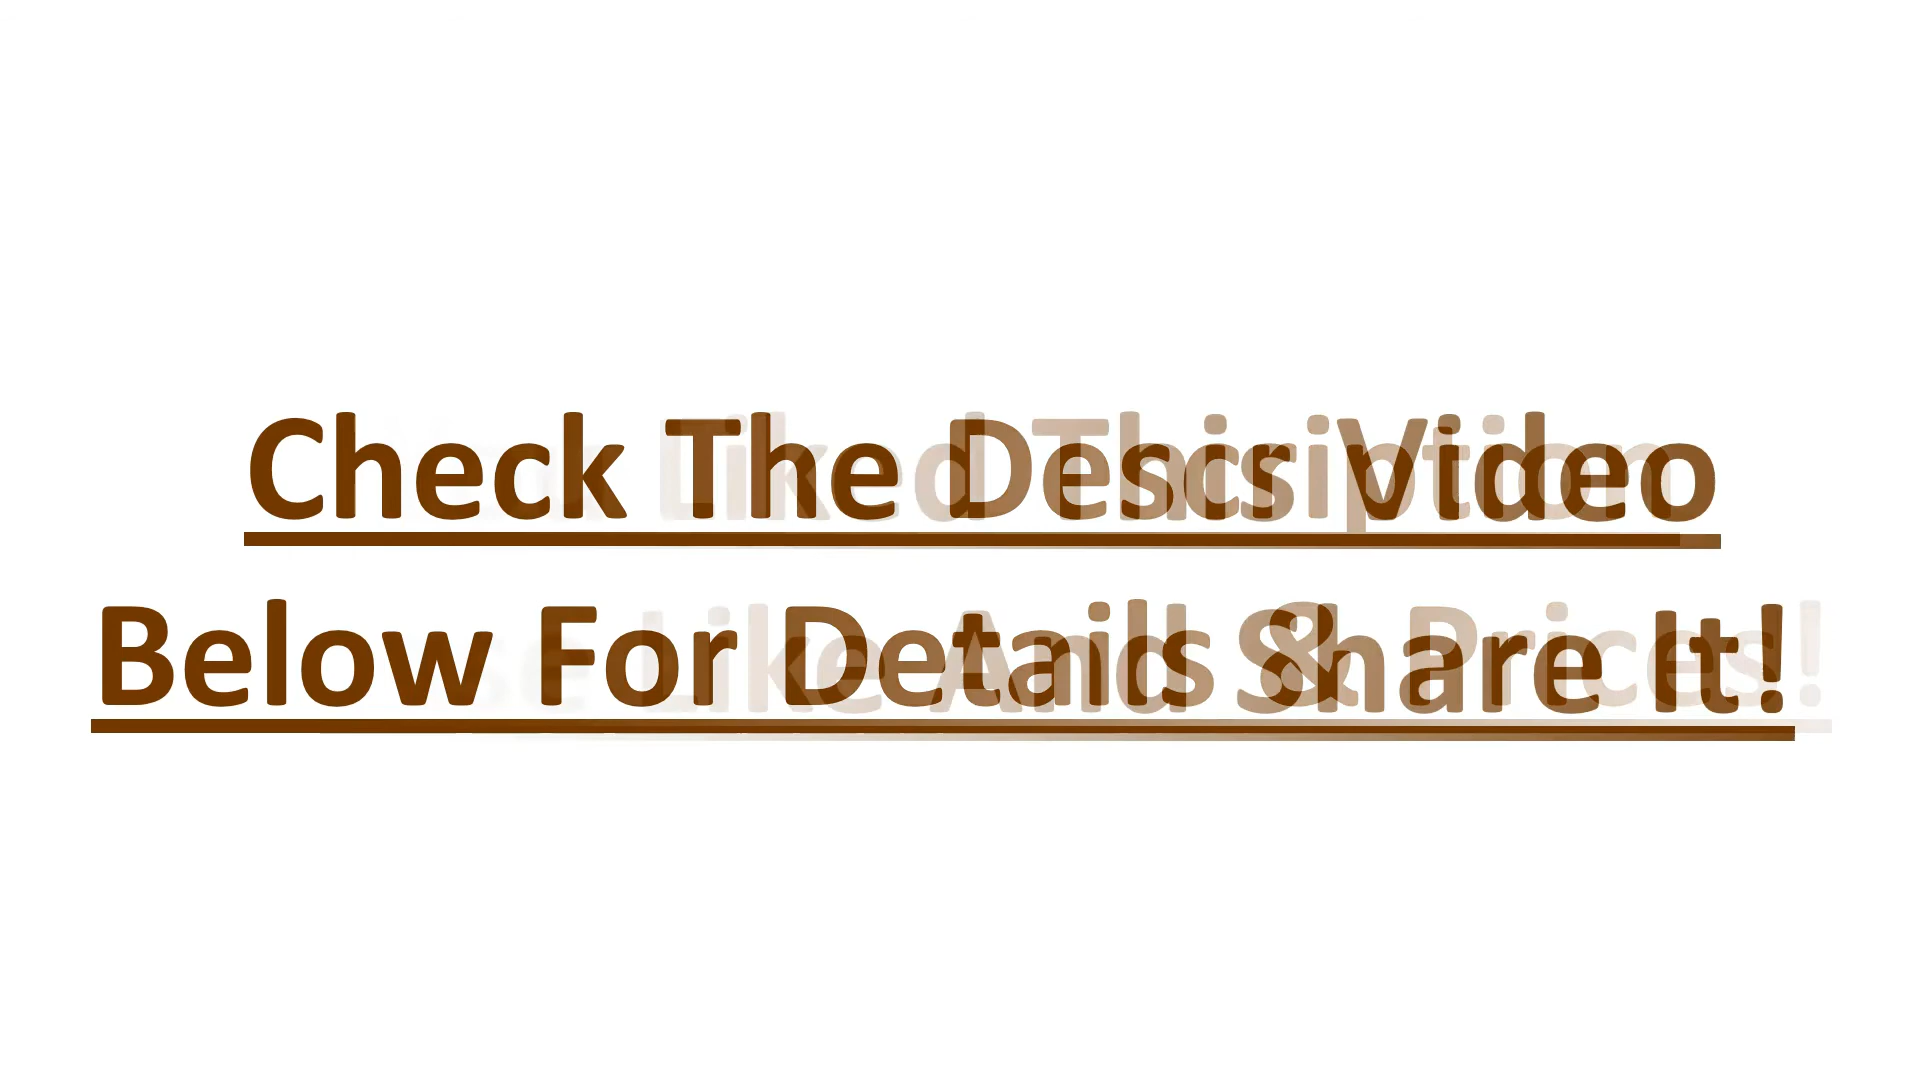 Check The Description
Below For Details & Prices!
Liked This Video
Like And Share It!